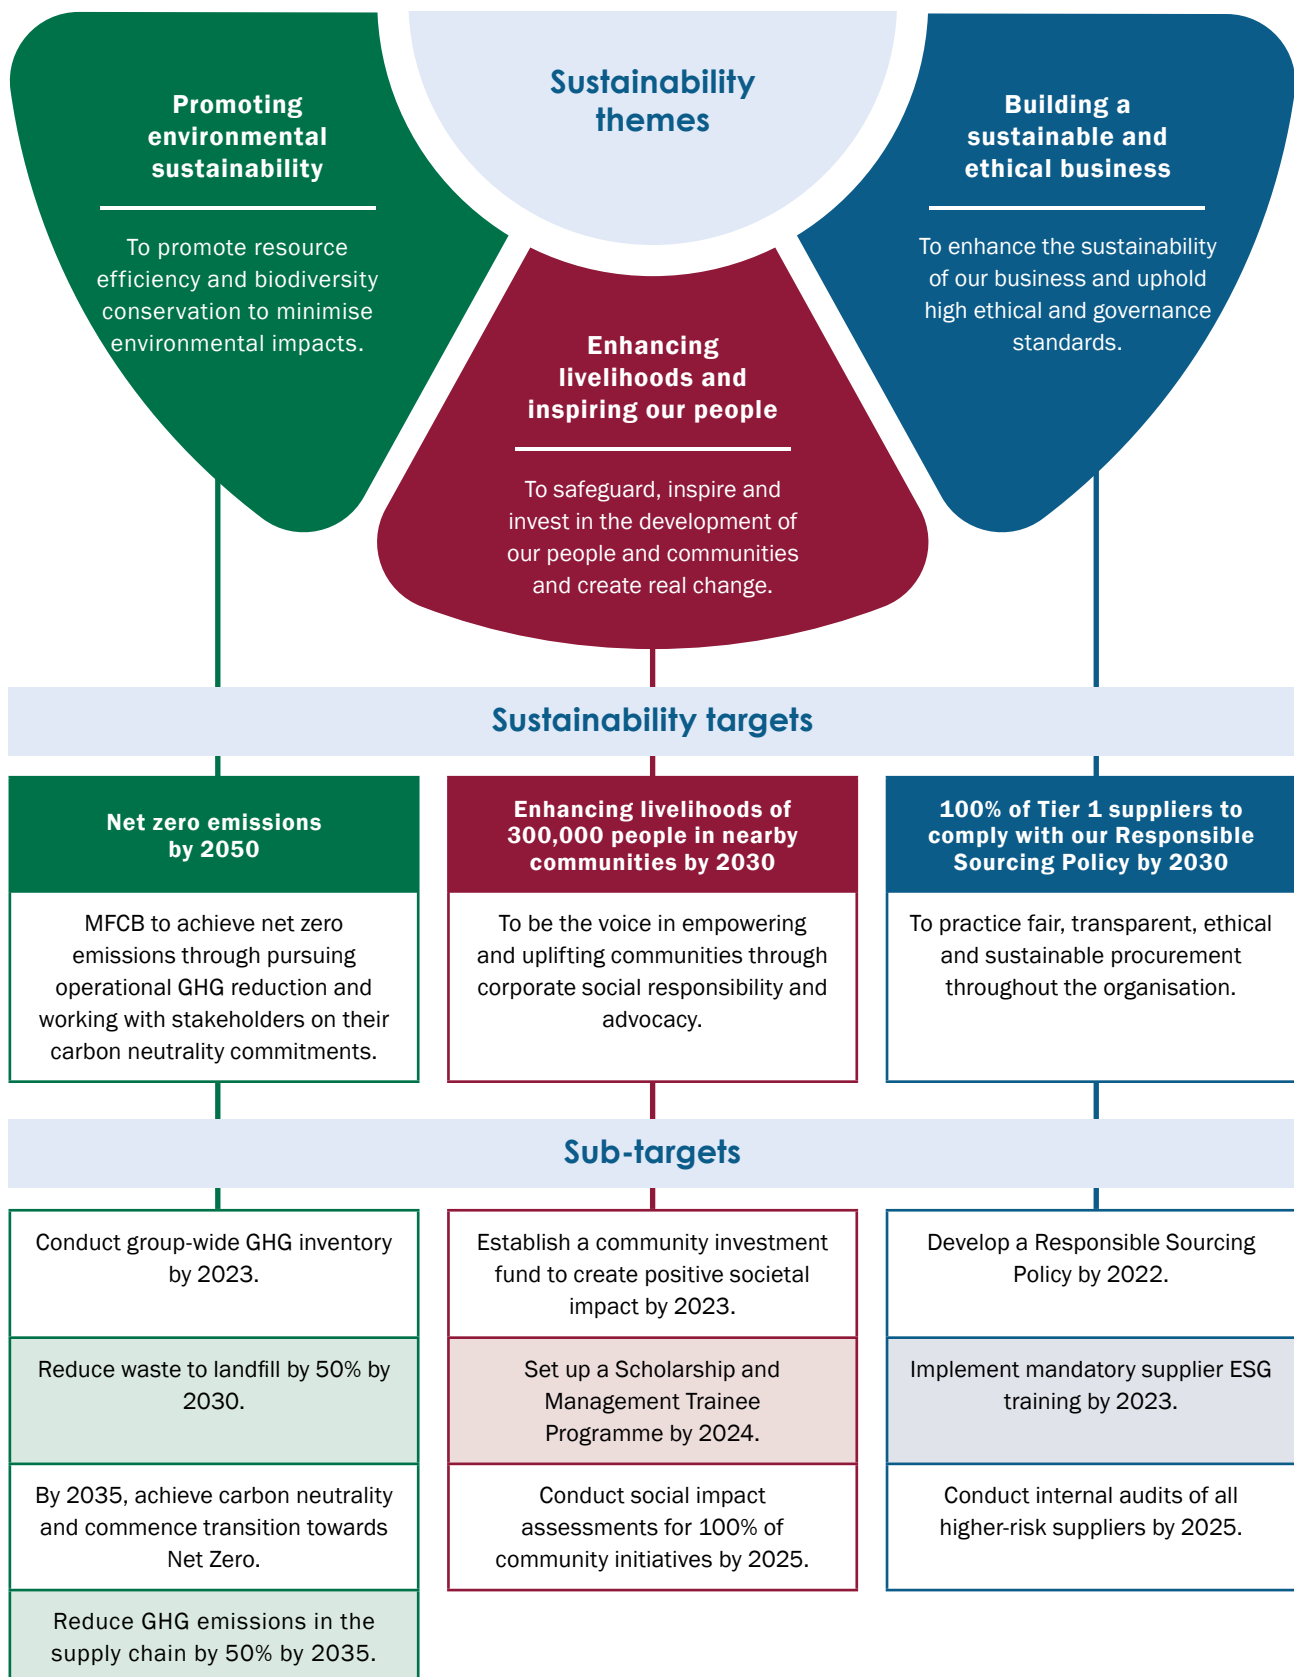 Sustainability
themes
Promoting
environmental
sustainability
To promote resource
efficiency and biodiversity
conservation to minimise
environmental impacts.
Enhancing
livelihoods and
inspiring our people
To safeguard, inspire and
invest in the development of
our people and communities
and create real change.
Building a
sustainable and
ethical business
To enhance the sustainability
of our business and uphold
high ethical and governance
standards.
Sustainability targets
Net zero emissions
by 2050
MFCB to achieve net zero
emissions through pursuing
operational GHG reduction and
working with stakeholders on their
carbon neutrality commitments.
Enhancing livelihoods of
300,000 people in nearby
communities by 2030
To be the voice in empowering
and uplifting communities through
corporate social responsibility and
advocacy.
100% of Tier 1 suppliers to
comply with our Responsible
Sourcing Policy by 2030
To practice fair, transparent, ethical
and sustainable procurement
throughout the organisation.
Sub-targets
Conduct group-wide GHG inventory
by 2023.
Reduce waste to landfill by 50% by
2030.
By 2035, achieve carbon neutrality
and commence transition towards
Net Zero.
Reduce GHG emissions in the
supply chain by 50% by 2035.
Establish a community investment
fund to create positive societal
impact by 2023.
Set up a Scholarship and
Management Trainee
Programme by 2024.
Conduct social impact
assessments for 100% of
community initiatives by 2025.
Develop a Responsible Sourcing
Policy by 2022.
Implement mandatory supplier ESG
training by 2023.
Conduct internal audits of all
higher-risk suppliers by 2025.